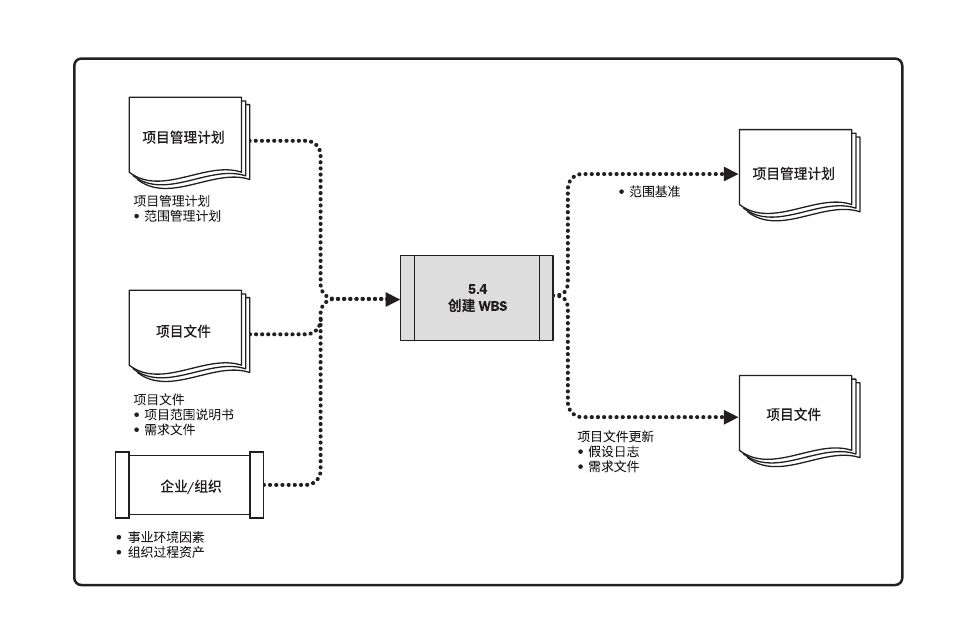 项目管理计划
项目管理计划
• 范围管理计划
项目文件
项目文件
• 项目范围说明书
• 需求文件
企业/组织
• 事业环境因素
• 组织过程资产
5.4
创建 WBS
• 范围基准
项目管理计划
项目文件更新
• 假设日志
• 需求文件
项目文件